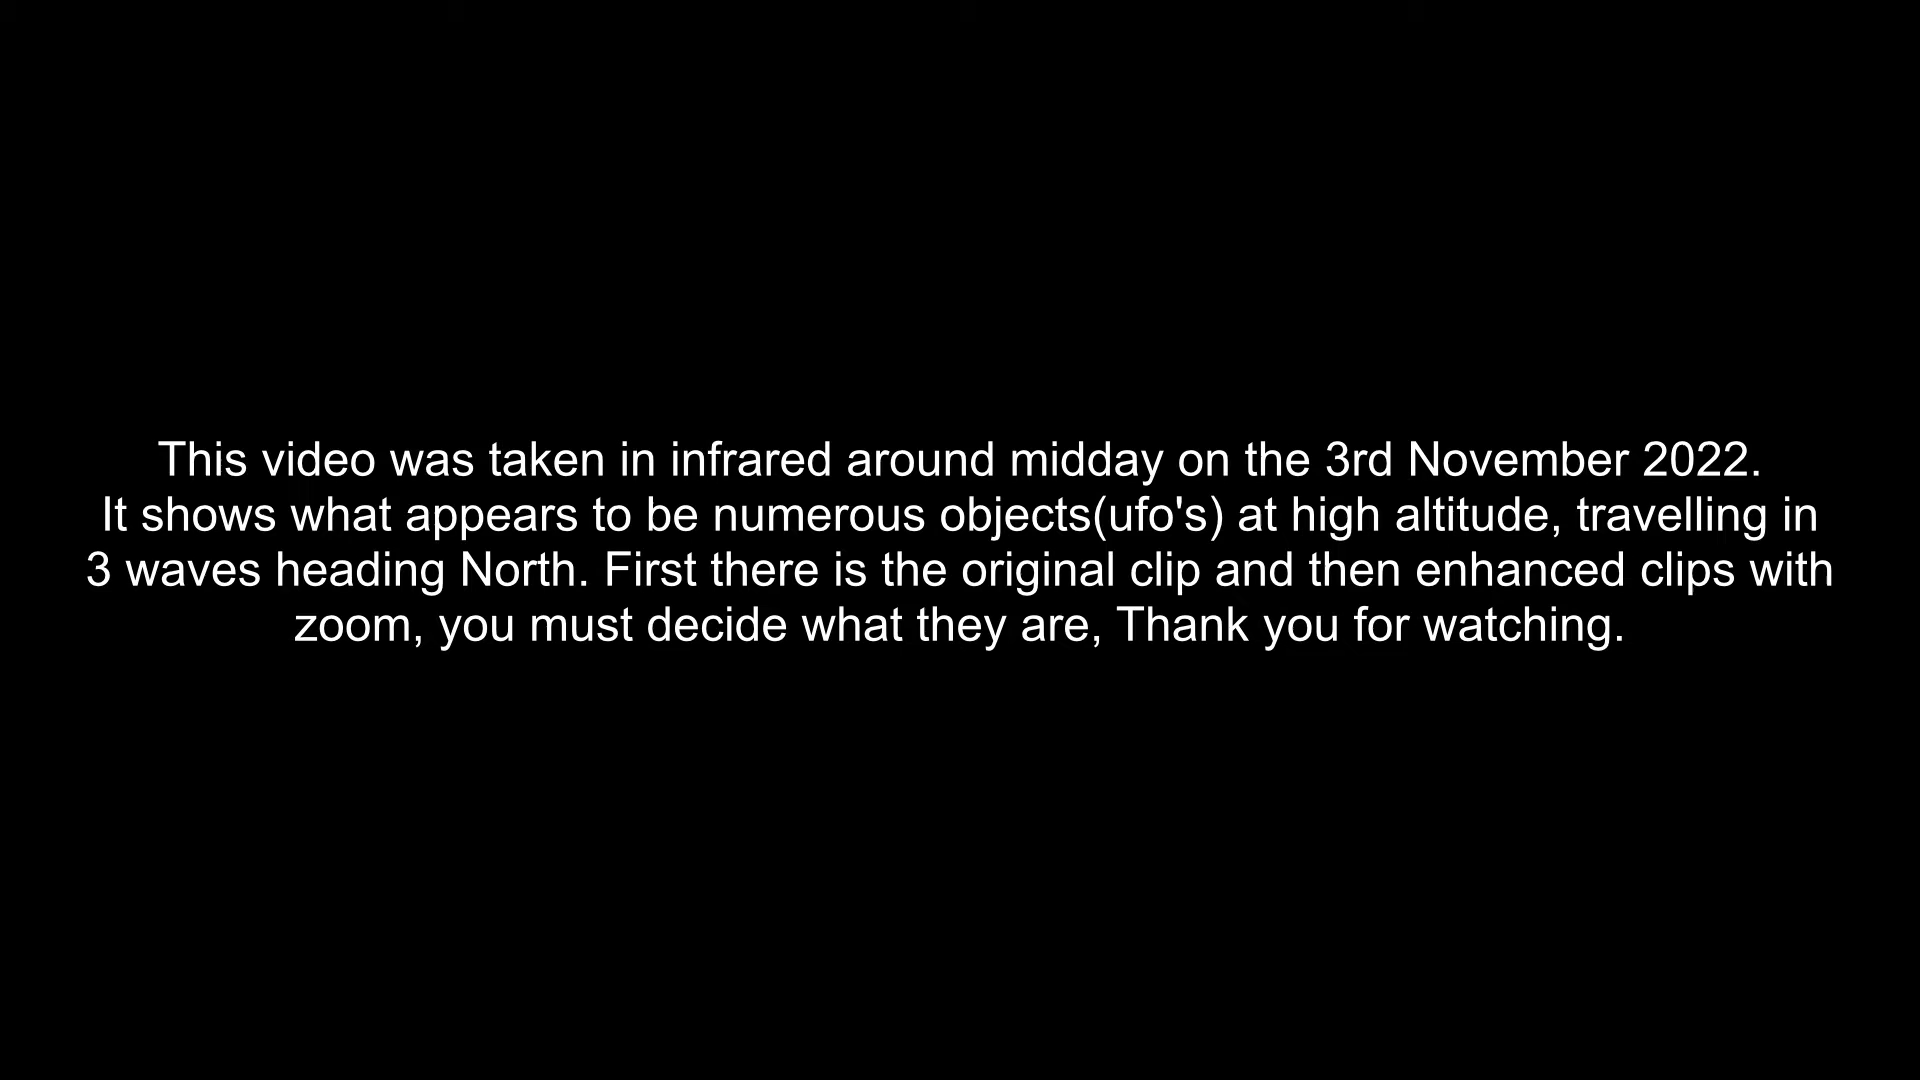 This video was taken in infrared around midday on the 3rd November 2022.
It shows what appears to be numerous objects(ufo's) at high altitude, travelling in
3 waves heading North. First there is the original clip and then enhanced clips with
zoom, you must decide what they are, Thank you for watching.